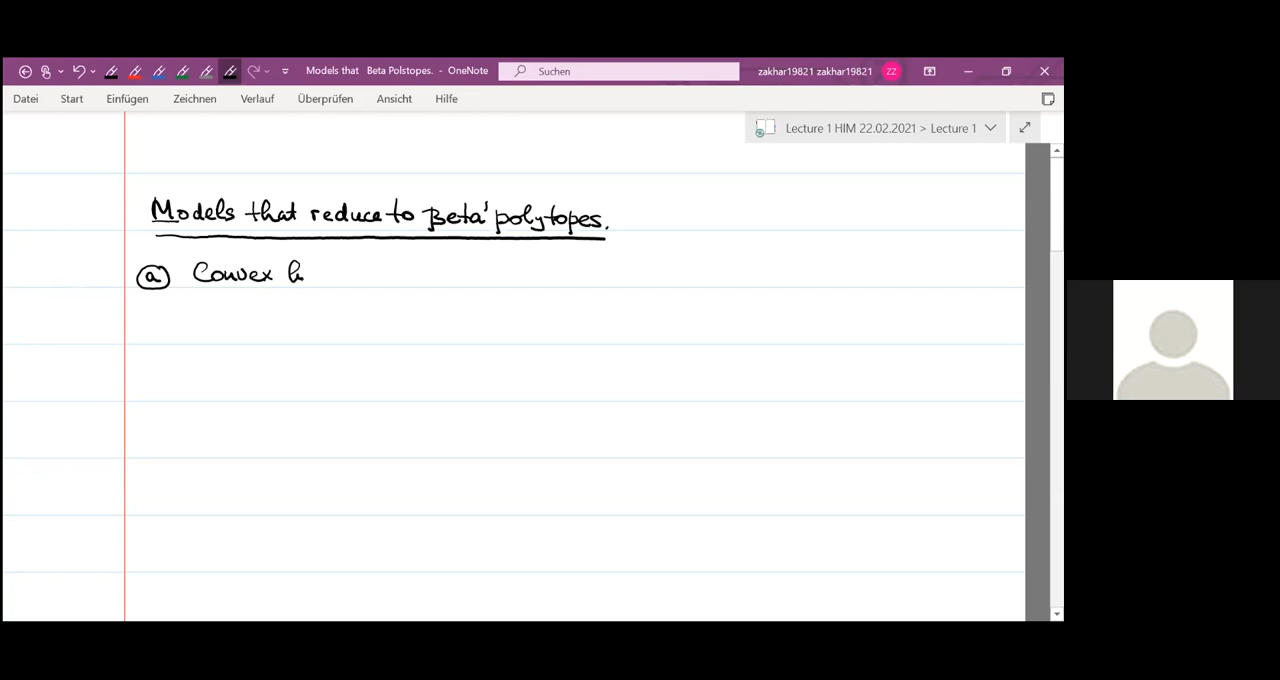 Models that Beta Polstopes. - OneNote
Suchen
zakhar19821 zakhar19821
ZZ
Datei Start Einfügen Zeichnen Verlauf Überprüfen Ansicht Hilfe
Lecture 1 HIM 22.02.2021 > Lecture 1
Models that reduce to Beta' polytopes.
(a) Convex h